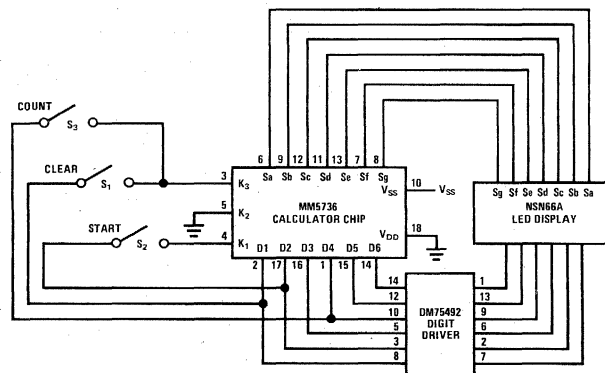 COUNT
S3
CLEAR
S1
START
S2
6 9 12 11 13 7 8
Sa Sb Sc Sd Se Sf Sg
3 K3
5 K2
4 K1
MM5736
CALCULATOR CHIP
VSS 10 VSS
VDD 18
D1 D2 D3 D4 D5 D6
2 17 16 1 15 14
Sg Sf Se Sd Sc Sb Sa
NSN66A
LED DISPLAY
DM75492
DIGIT
DRIVER
14 1
12 13
10 9
5 6
3 2
8 7